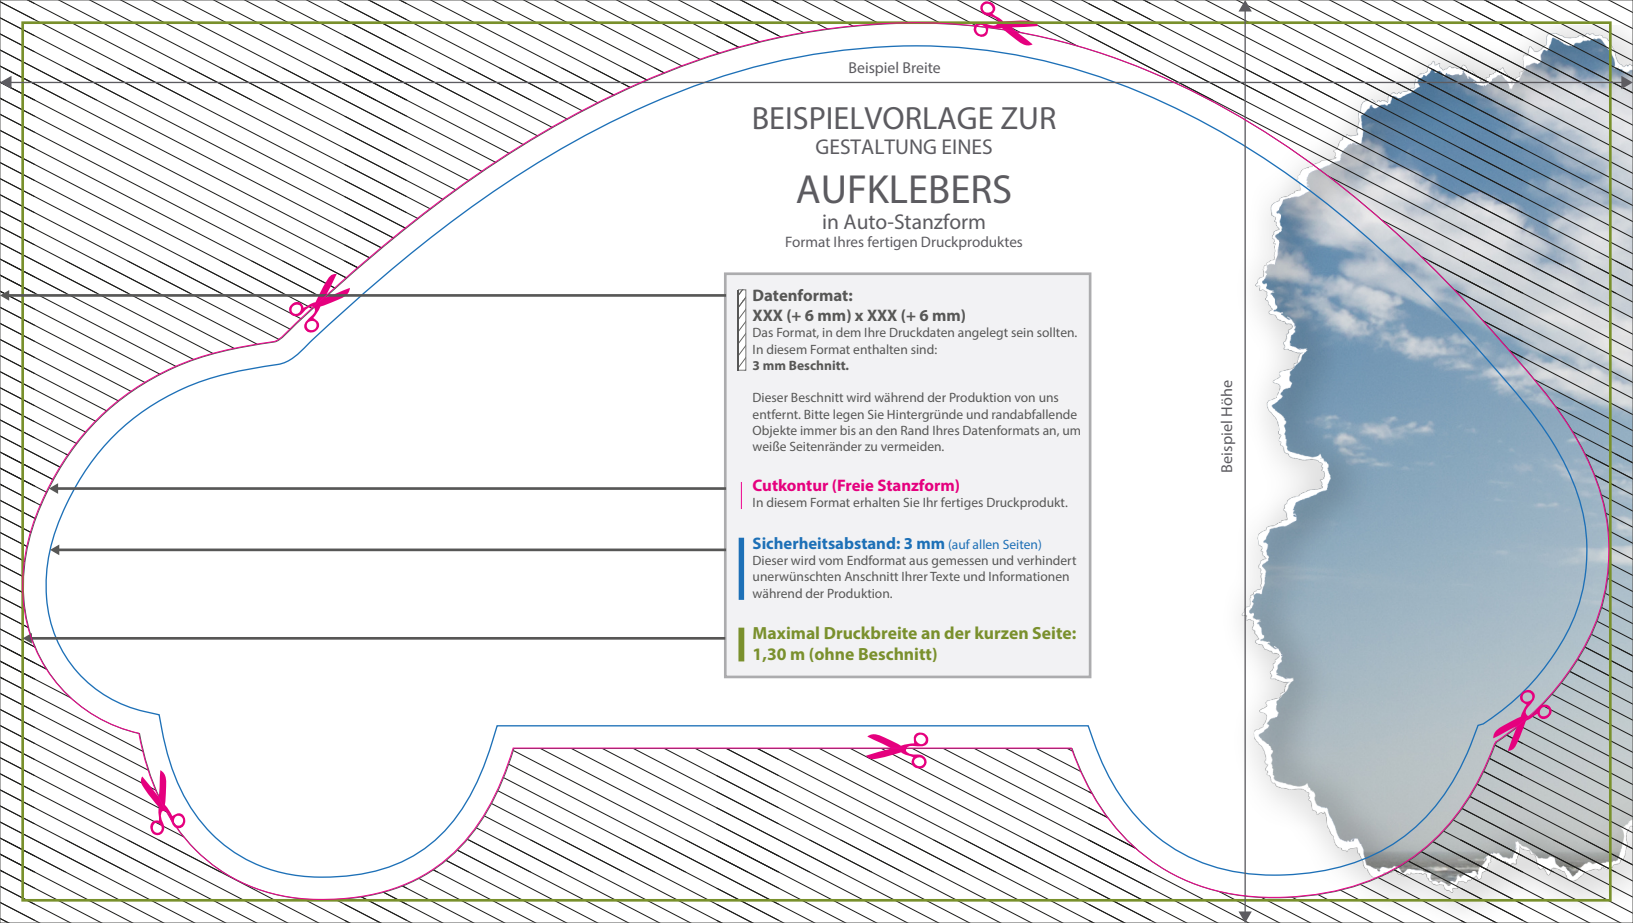 Beispiel Breite
BEISPIELVORLAGE ZUR
GESTALTUNG EINES
AUFKLEBERS
in Auto-Stanzform
Format Ihres fertigen Druckproduktes
Datenformat:
XXX (+ 6 mm) x XXX (+ 6 mm)
Das Format, in dem Ihre Druckdaten angelegt sein sollten.
In diesem Format enthalten sind:
3 mm Beschnitt.
Dieser Beschnitt wird während der Produktion von uns
entfernt. Bitte legen Sie Hintergründe und randabfallende
Objekte immer bis an den Rand Ihres Datenformats an, um
weiße Seitenränder zu vermeiden.
Cutkontur (Freie Stanzform)
In diesem Format erhalten Sie Ihr fertiges Druckprodukt.
Sicherheitsabstand: 3 mm (auf allen Seiten)
Dieser wird vom Endformat aus gemessen und verhindert
unerwünschten Anschnitt Ihrer Texte und Informationen
während der Produktion.
Maximal Druckbreite an der kurzen Seite:
1,30 m (ohne Beschnitt)
Beispiel Höhe